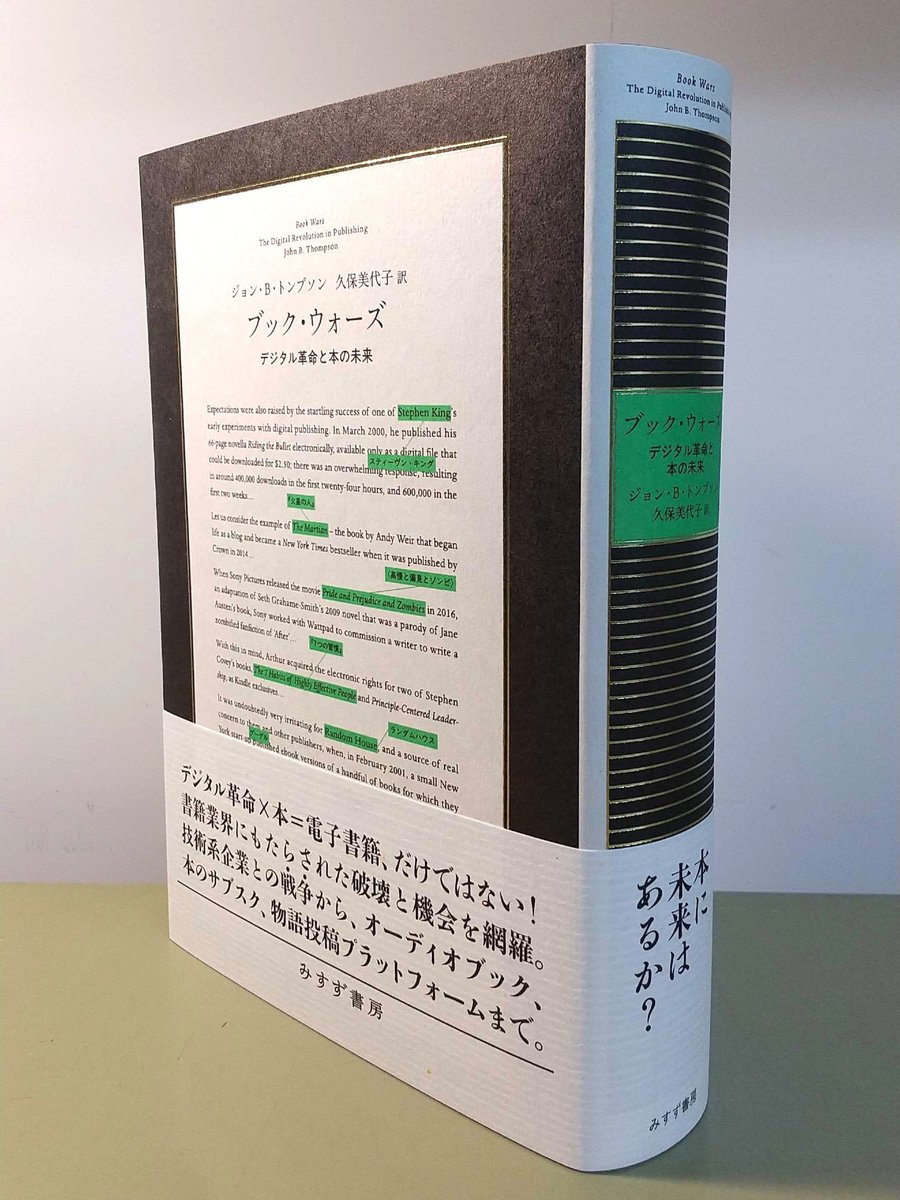 Book Wars
The Digital Revolution in Publishing
John B. Thompson
ジョン・B・トンプソン 久保美代子 訳
ブック・ウォーズ
デジタル革命と本の未来
Expectations were also raised by the startling success of one of Stephen King's
early experiments with digital publishing. In March 2000, he published his
66-page novella Riding the Bullet electronically, available only as a digital file that
スティーヴン・キング
could be downloaded for $2.50; there was an overwhelming response, resulting
in around 400,000 downloads in the first twenty-four hours, and 600,000 in the
first two weeks...
『火星の人』
Let us consider the example of The Martian – the book by Andy Weir that began
life as a blog and became a New York Times bestseller when it was published by
Crown in 2014...
〈高慢と偏見とゾンビ〉
When Sony Pictures released the movie Pride and Prejudice and Zombies in 2016,
an adaptation of Seth Grahame-Smith's 2009 novel that was a parody of Jane
Austen's book, Sony worked with Wattpad to commission a writer to write a
zombified fanfiction of 'After'...
『7つの習慣』
With this in mind, Arthur acquired the electronic rights for two of Stephen
Covey's books, The 7 Habits of Highly Effective People and Principle-Centered Leader-
ship, as Kindle exclusives...
ランダムハウス
It was undoubtedly very irritating for Random House, and a source of real
concern to them and other publishers, when, in February 2001, a small New
グーグル
York start-up published ebook versions of a handful of books for which they
デジタル革命×本=電子書籍、だけではない!
書籍業界にもたらされた破壊と機会を網羅。
技術系企業との戦争から、オーディオブック、
本のサブスク、物語投稿プラットフォームまで。
みすず書房
Book Wars
The Digital Revolution in Publishing
John B. Thompson
ブック・ウォーズ
デジタル革命と
本の未来
ジョン・B・トンプソン
久保美代子 訳
本に
未来は
あるか?
みすず書房